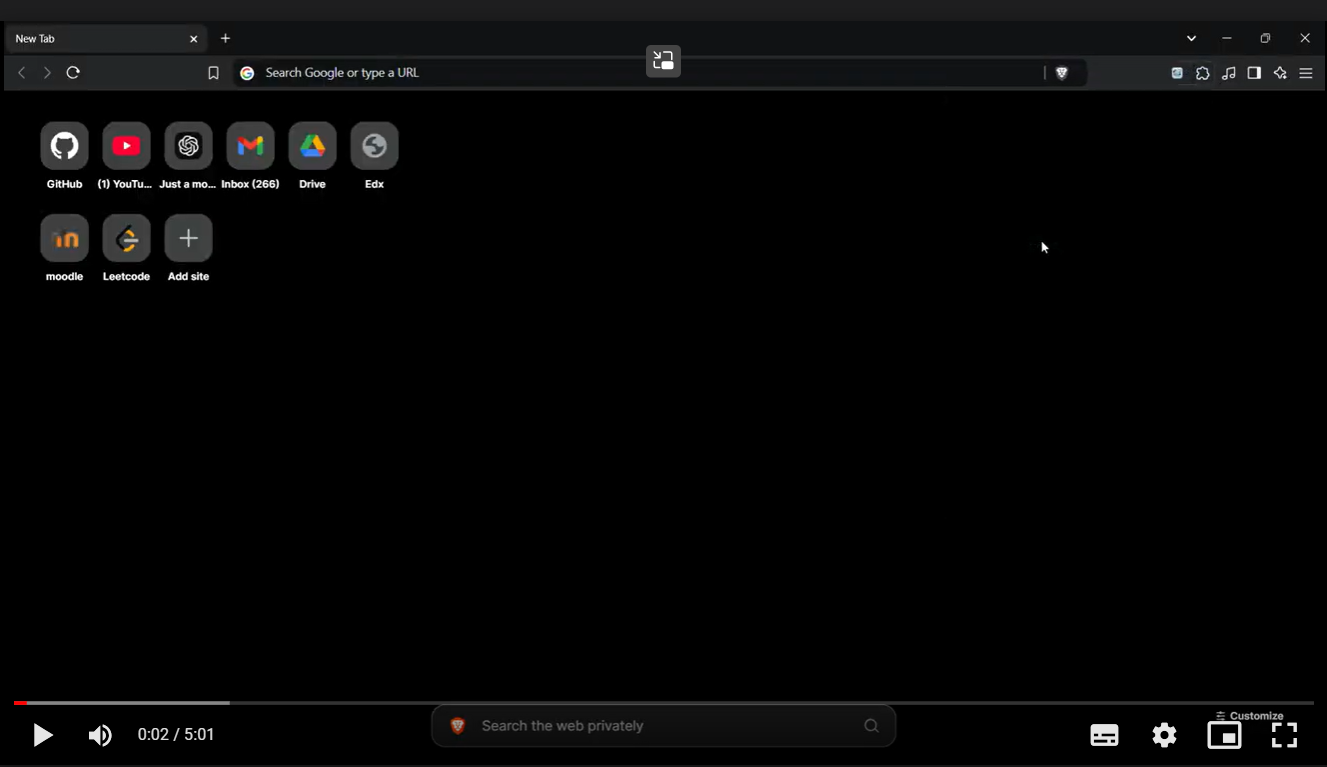 New Tab
Search Google or type a URL
GitHub
(1) YouTu...
Just a mo...
Inbox (266)
Drive
Edx
moodle
Leetcode
Add site
Search the web privately
Customize
0:02 / 5:01